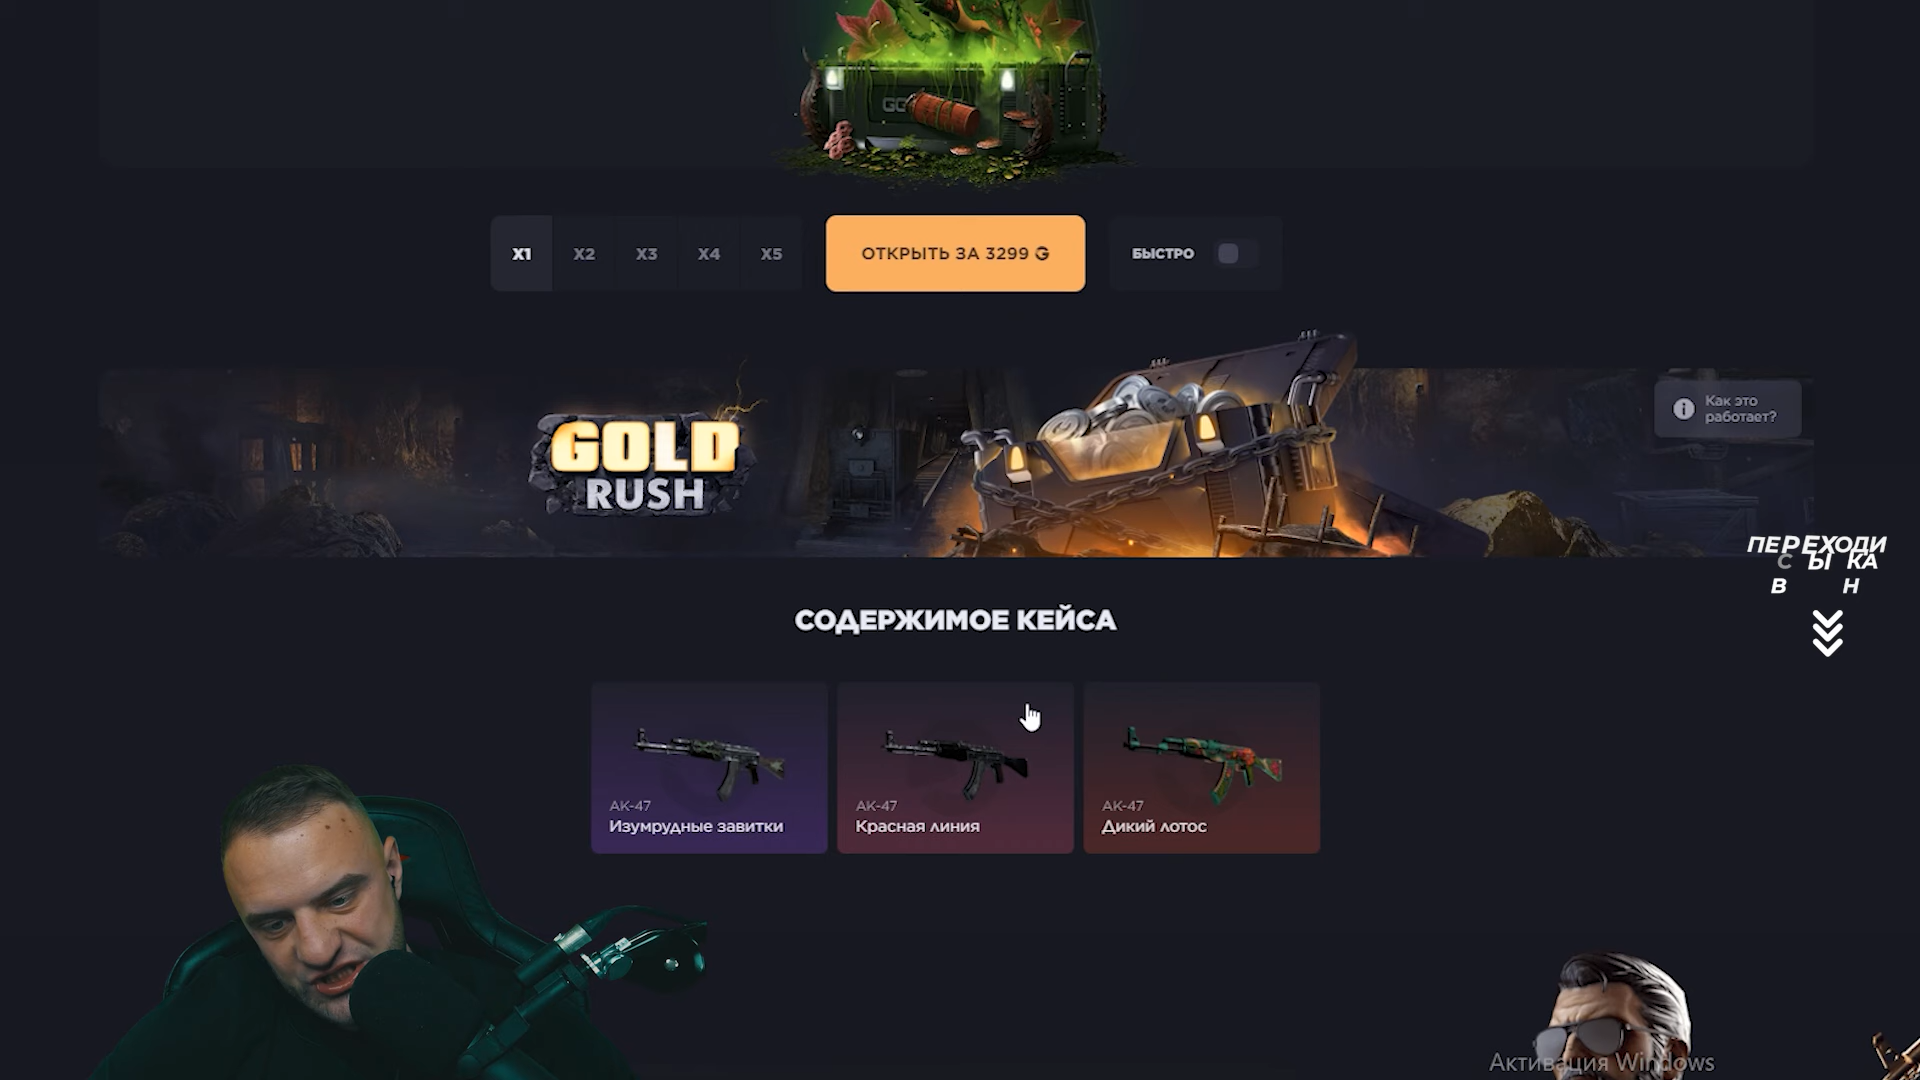 GG
X1 X2 X3 X4 X5
ОТКРЫТЬ ЗА 3299 G
БЫСТРО
GOLD
RUSH
Как это
работает?
ПЕРЕХОДИ
СОДЕРЖИМОЕ КЕЙСА
AK-47
Изумрудные завитки
AK-47
Красная линия
AK-47
Дикий лотос
Активация Windows